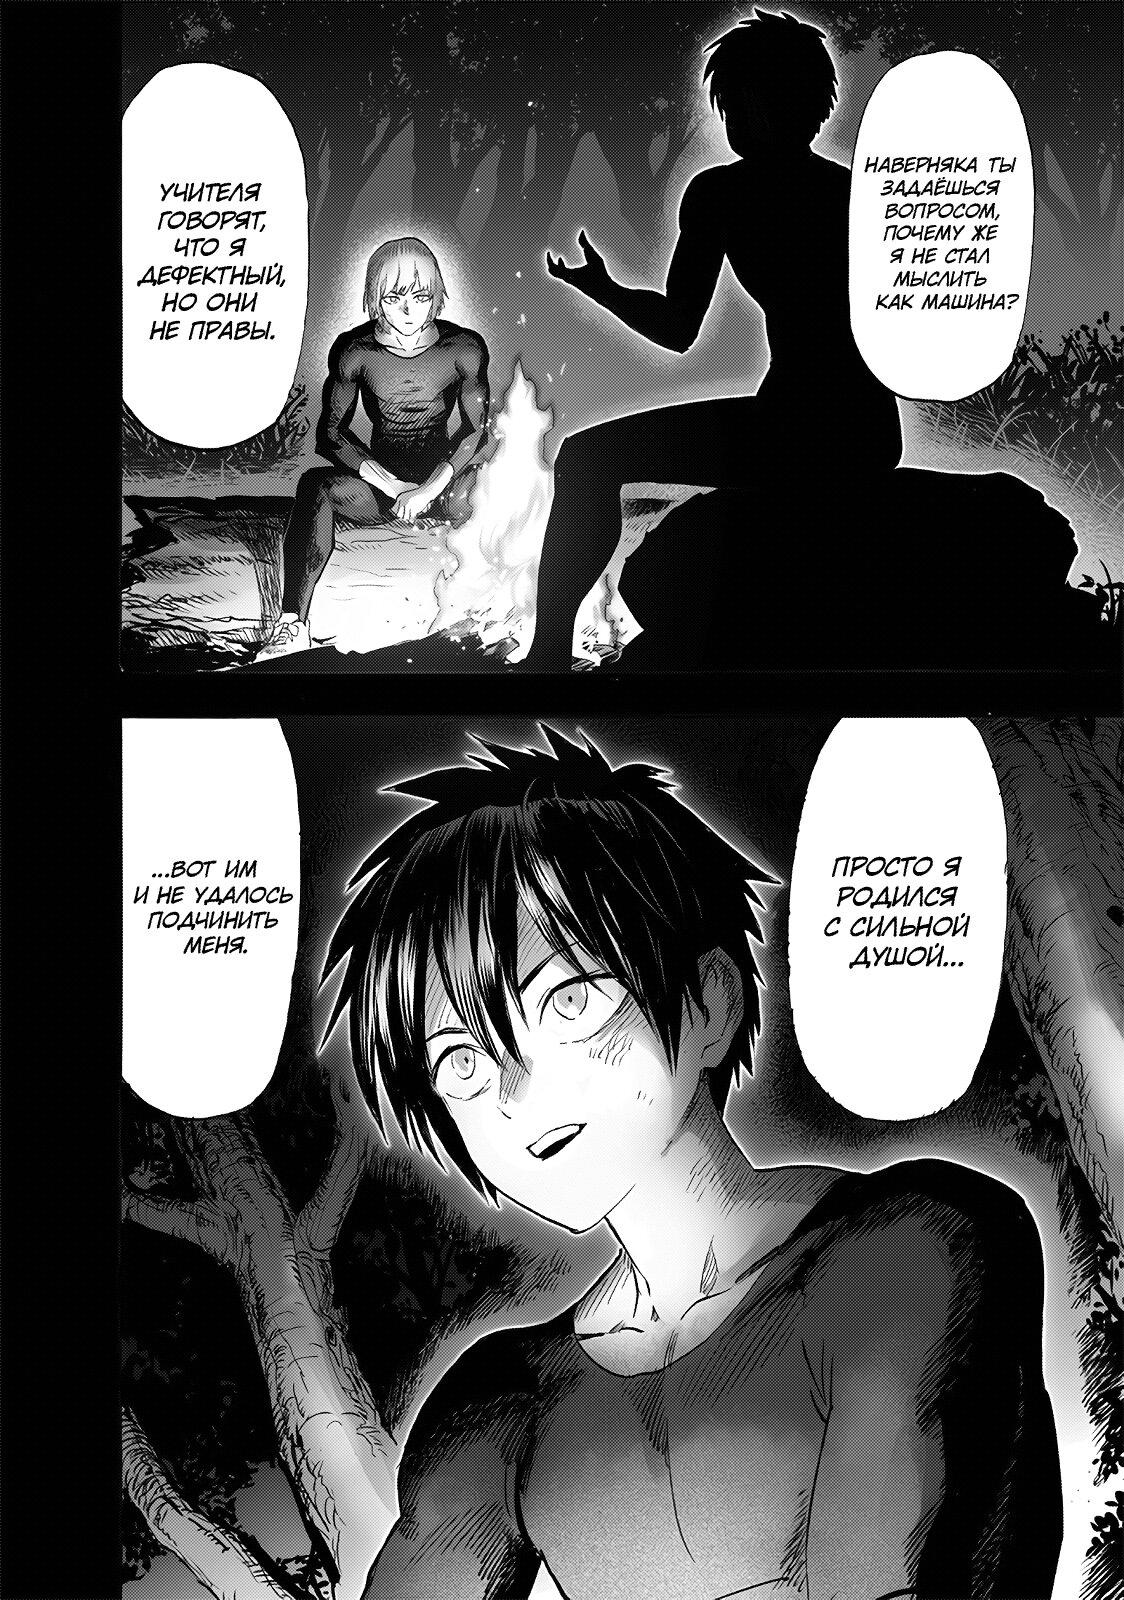 НАВЕРНЯКА ТЫ
ЗАДАЁШЬСЯ
ВОПРОСОМ,
ПОЧЕМУ ЖЕ
Я НЕ СТАЛ
МЫСЛИТЬ
КАК МАШИНА?
УЧИТЕЛЯ
ГОВОРЯТ,
ЧТО Я
ДЕФЕКТНЫЙ,
НО ОНИ
НЕ ПРАВЫ.
ПРОСТО Я
РОДИЛСЯ
С СИЛЬНОЙ
ДУШОЙ...
...ВОТ ИМ
И НЕ УДАЛОСЬ
ПОДЧИНИТЬ
МЕНЯ.